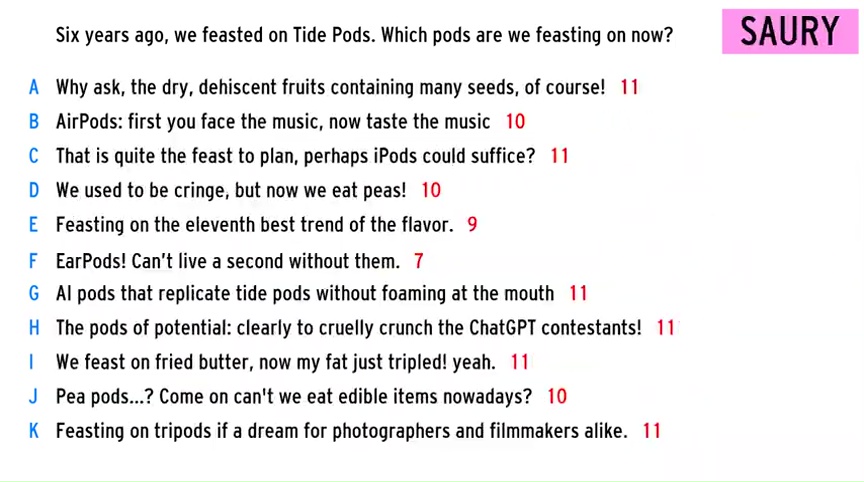 Six years ago, we feasted on Tide Pods. Which pods are we feasting on now?
SAURY
A Why ask, the dry, dehiscent fruits containing many seeds, of course! 11
B AirPods: first you face the music, now taste the music 10
C That is quite the feast to plan, perhaps iPods could suffice? 11
D We used to be cringe, but now we eat peas! 10
E Feasting on the eleventh best trend of the flavor. 9
F EarPods! Can’t live a second without them. 7
G AI pods that replicate tide pods without foaming at the mouth 11
H The pods of potential: clearly to cruelly crunch the ChatGPT contestants! 11
I We feast on fried butter, now my fat just tripled! yeah. 11
J Pea pods...? Come on can't we eat edible items nowadays? 10
K Feasting on tripods if a dream for photographers and filmmakers alike. 11